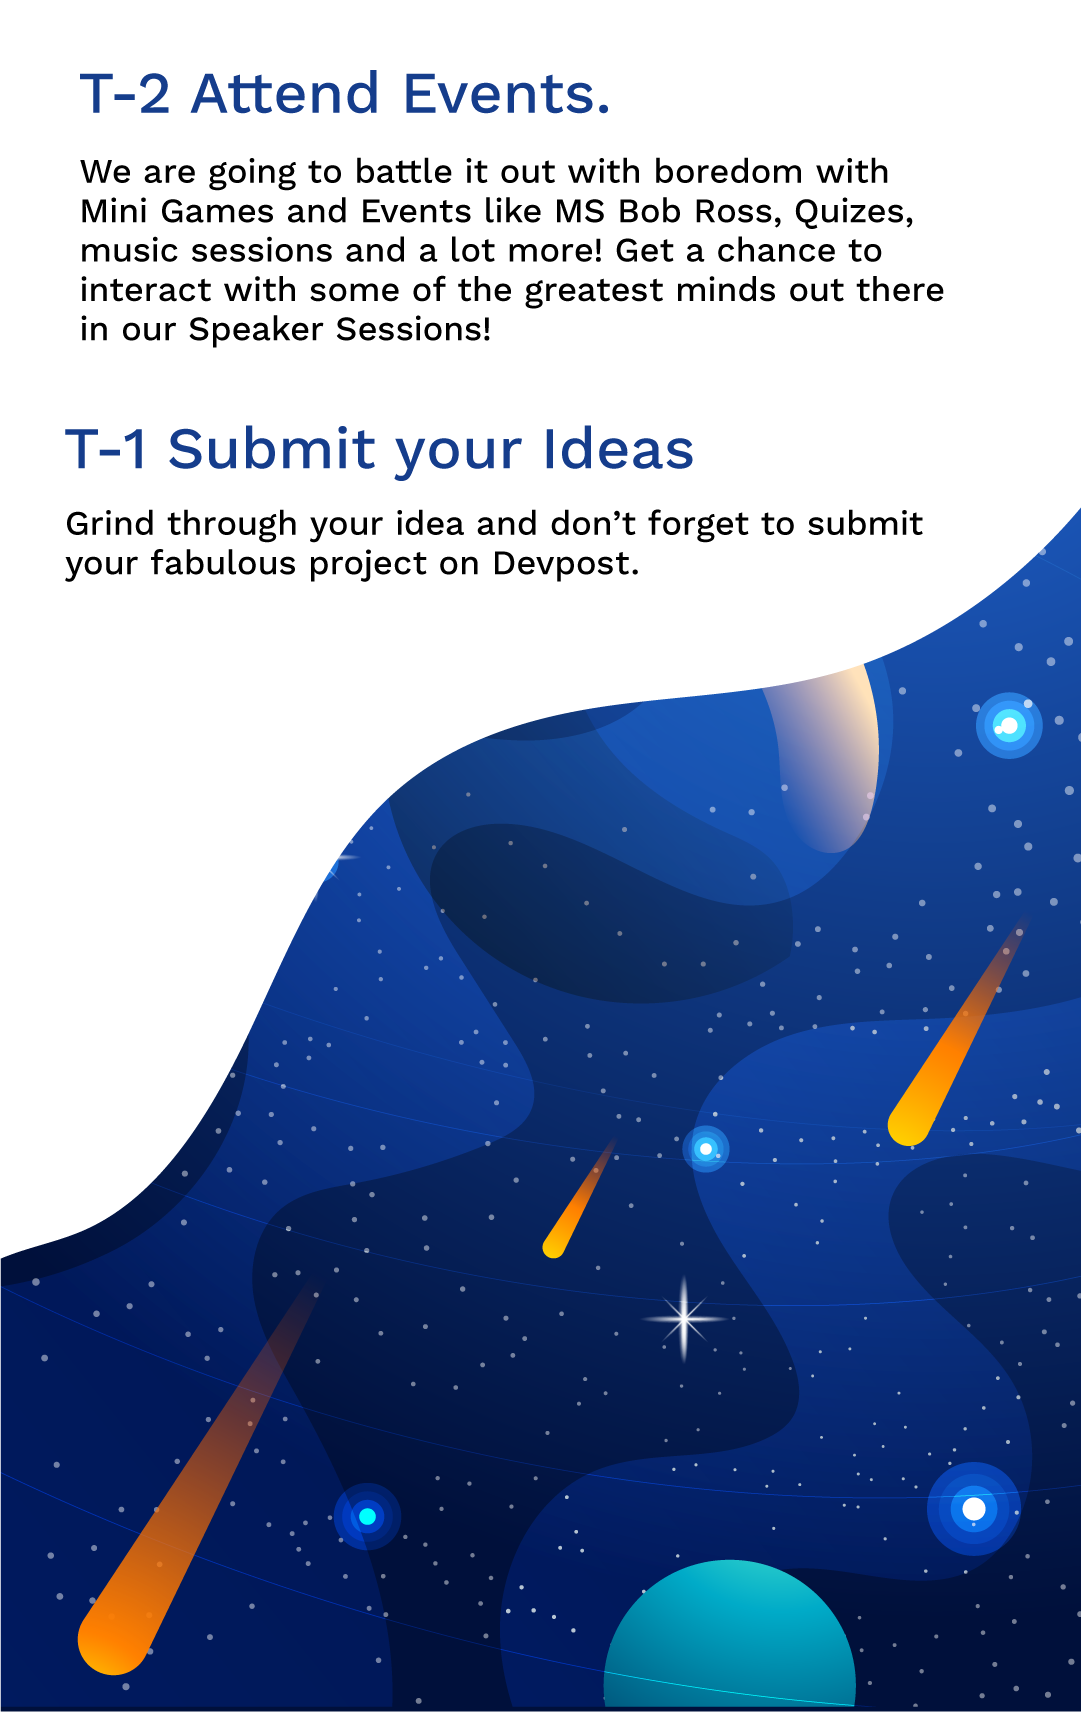 T-2 Attend Events.
We are going to battle it out with boredom with
Mini Games and Events like MS Bob Ross, Quizes,
music sessions and a lot more! Get a chance to
interact with some of the greatest minds out there
in our Speaker Sessions!
T-1 Submit your Ideas
Grind through your idea and don’t forget to submit
your fabulous project on Devpost.